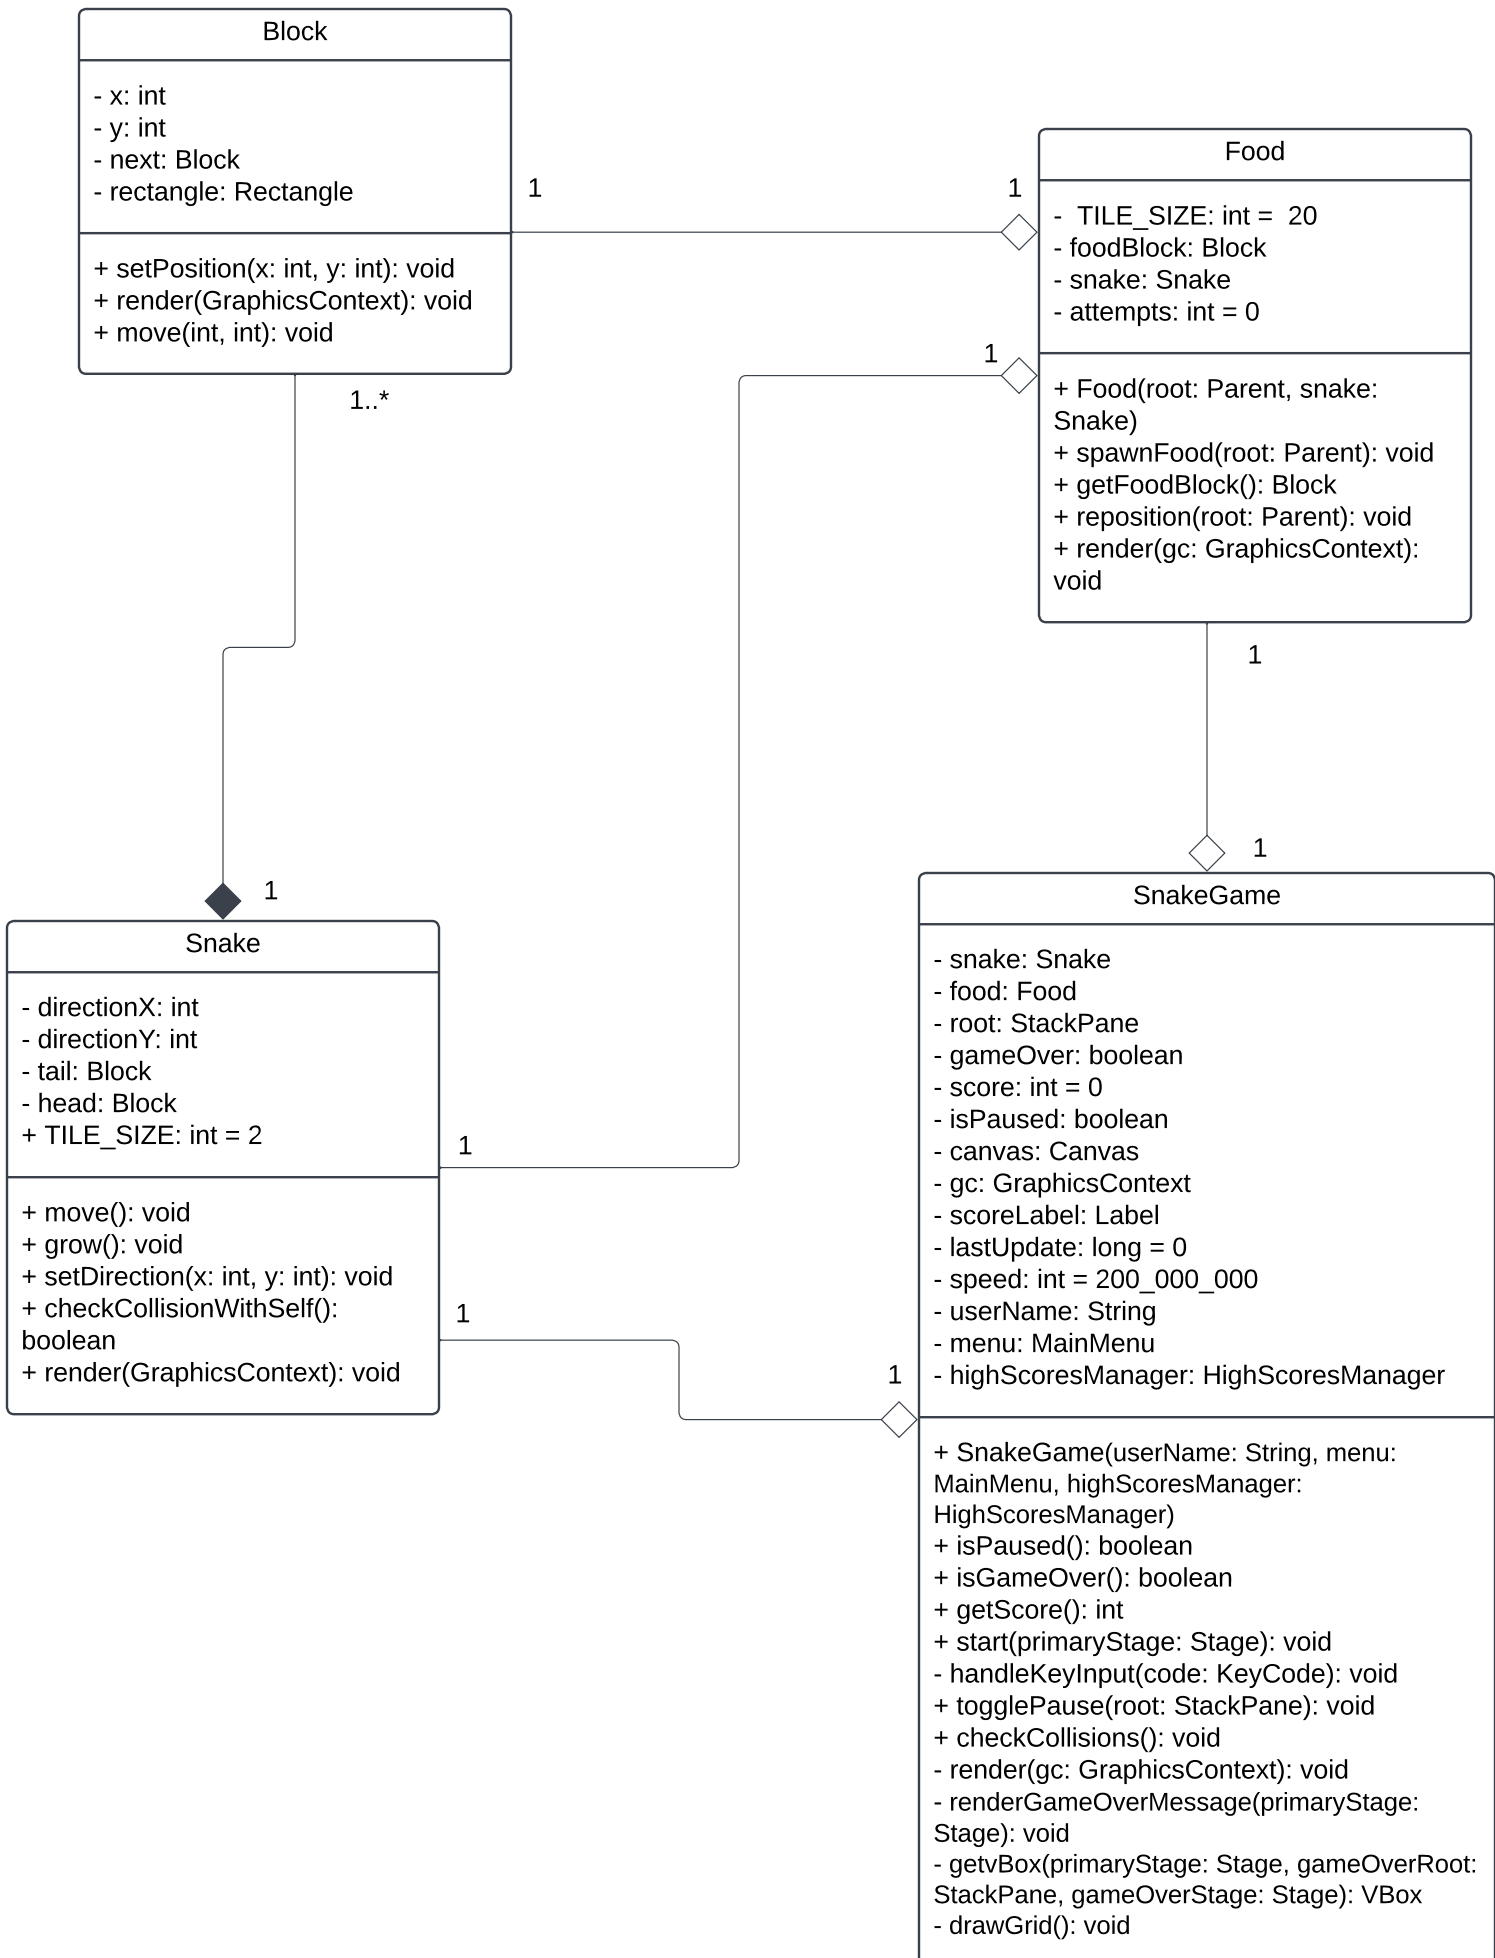 Block
- x: int
- y: int
- next: Block
- rectangle: Rectangle
+ setPosition(x: int, y: int): void
+ render(GraphicsContext): void
+ move(int, int): void
1
1
Food
-  TILE_SIZE: int =  20
- foodBlock: Block
- snake: Snake
- attempts: int = 0
+ Food(root: Parent, snake:
Snake)
+ spawnFood(root: Parent): void
+ getFoodBlock(): Block
+ reposition(root: Parent): void
+ render(gc: GraphicsContext):
void
1
1..*
1
1
1
Snake
- directionX: int
- directionY: int
- tail: Block
- head: Block
+ TILE_SIZE: int = 2
+ move(): void
+ grow(): void
+ setDirection(x: int, y: int): void
+ checkCollisionWithSelf():
boolean
+ render(GraphicsContext): void
1
1
1
SnakeGame
- snake: Snake
- food: Food
- root: StackPane
- gameOver: boolean
- score: int = 0
- isPaused: boolean
- canvas: Canvas
- gc: GraphicsContext
- scoreLabel: Label
- lastUpdate: long = 0
- speed: int = 200_000_000
- userName: String
- menu: MainMenu
- highScoresManager: HighScoresManager
+ SnakeGame(userName: String, menu:
MainMenu, highScoresManager:
HighScoresManager)
+ isPaused(): boolean
+ isGameOver(): boolean
+ getScore(): int
+ start(primaryStage: Stage): void
- handleKeyInput(code: KeyCode): void
+ togglePause(root: StackPane): void
+ checkCollisions(): void
- render(gc: GraphicsContext): void
- renderGameOverMessage(primaryStage:
Stage): void
- getvBox(primaryStage: Stage, gameOverRoot:
StackPane, gameOverStage: Stage): VBox
- drawGrid(): void